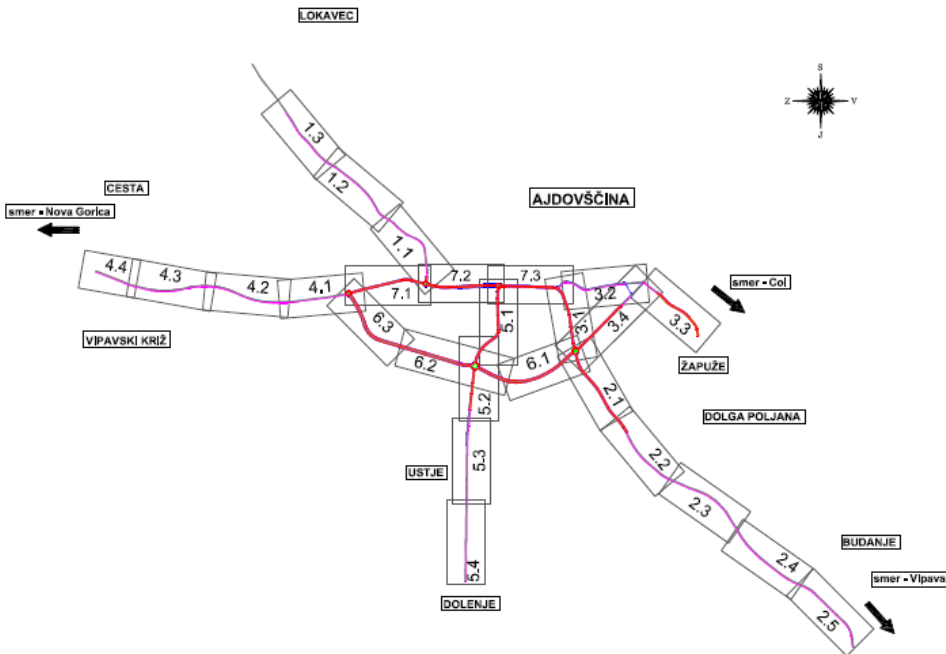 LOKAVEC
S
Z
V
J
1.3
1.2
CESTA
AJDOVŠČINA
smer - Nova Gorica
1.1
4.4
4.3
4.2
4.1
7.1
7.2
7.3
3.2
smer - Col
5.1
3.1
3.4
3.3
6.3
VIPAVSKI KRIŽ
6.2
6.1
ŽAPUŽE
5.2
2.1
DOLGA POLJANA
USTJE
5.3
2.2
2.3
BUDANJE
5.4
2.4
smer - Vipava
DOLENJE
2.5